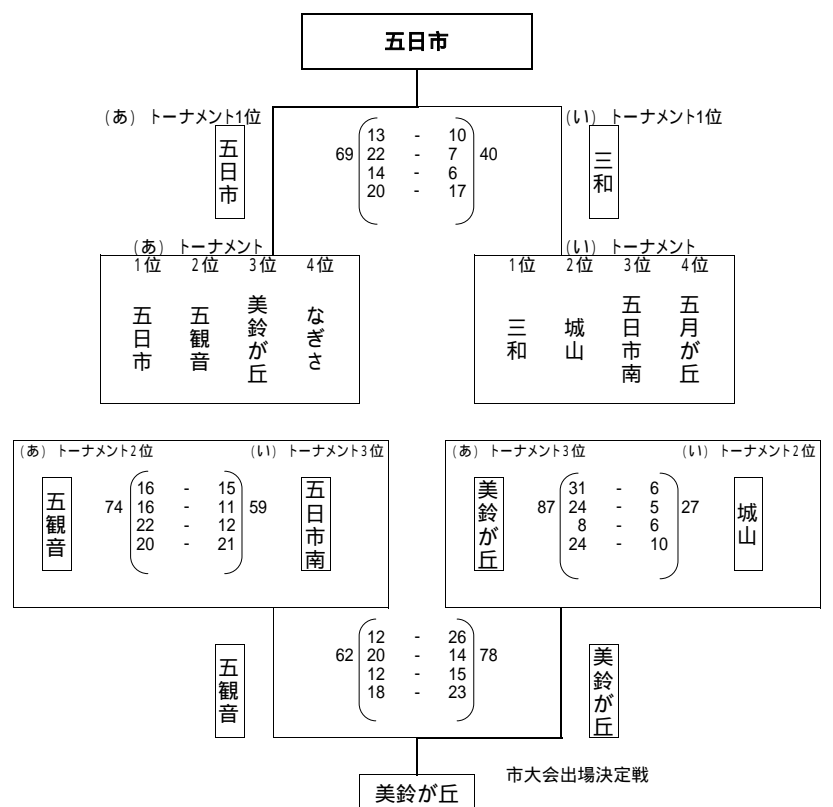 五日市
(あ) トーナメント1位
(い) トーナメント1位
五日市
69
13 - 10
22 - 7
14 - 6
20 - 17
40
三和
(あ) トーナメント
1位 2位 3位 4位
五日市
五観音
美鈴が丘
なぎさ
(い) トーナメント
1位 2位 3位 4位
三和
城山
五日市南
五月が丘
(あ) トーナメント2位
(い) トーナメント3位
五観音
74
16 - 15
16 - 11
22 - 12
20 - 21
59
五日市南
(あ) トーナメント3位
(い) トーナメント2位
美鈴が丘
87
31 - 6
24 - 5
8 - 6
24 - 10
27
城山
五観音
62
12 - 26
20 - 14
12 - 15
18 - 23
78
美鈴が丘
市大会出場決定戦
美鈴が丘